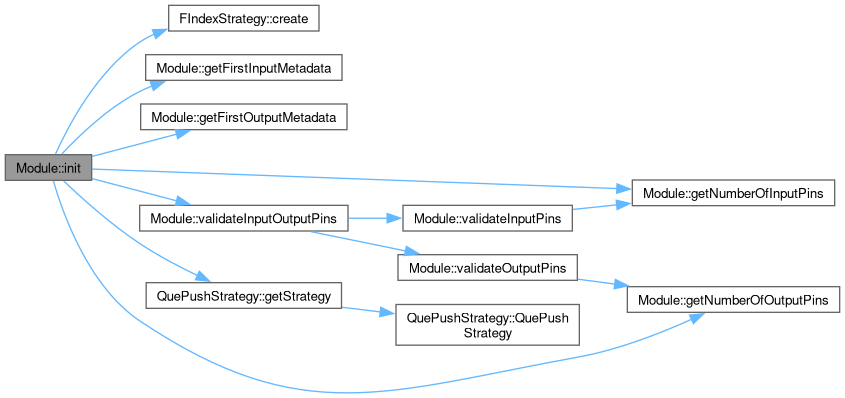 FIndexStrategy::create
Module::getFirstInputMetadata
Module::getFirstOutputMetadata
Module::init
Module::getNumberOfInputPins
Module::validateInputOutputPins
Module::validateInputPins
Module::validateOutputPins
QuePushStrategy::getStrategy
Module::getNumberOfOutputPins
QuePushStrategy::QuePush
Strategy